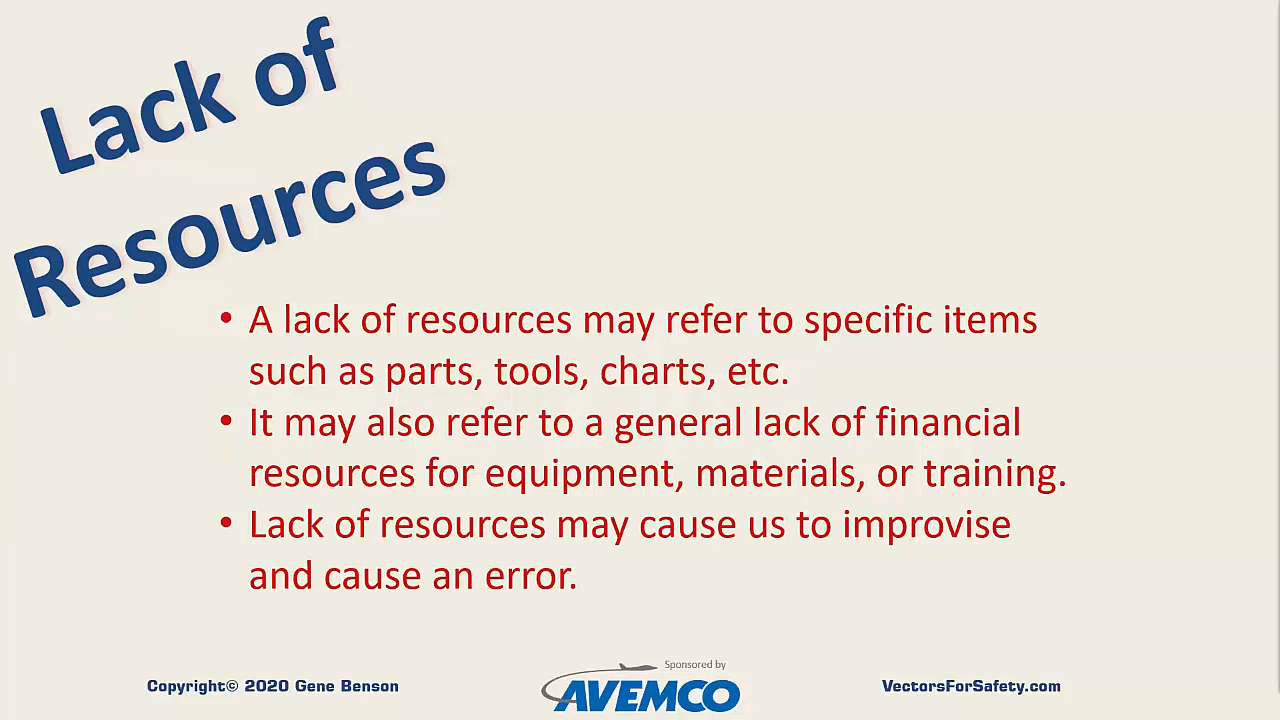 Lack of
Resources
• A lack of resources may refer to specific items
such as parts, tools, charts, etc.
• It may also refer to a general lack of financial
resources for equipment, materials, or training.
• Lack of resources may cause us to improvise
and cause an error.
Copyright© 2020 Gene Benson
Sponsored by
AVEMCO
VectorsForSafety.com